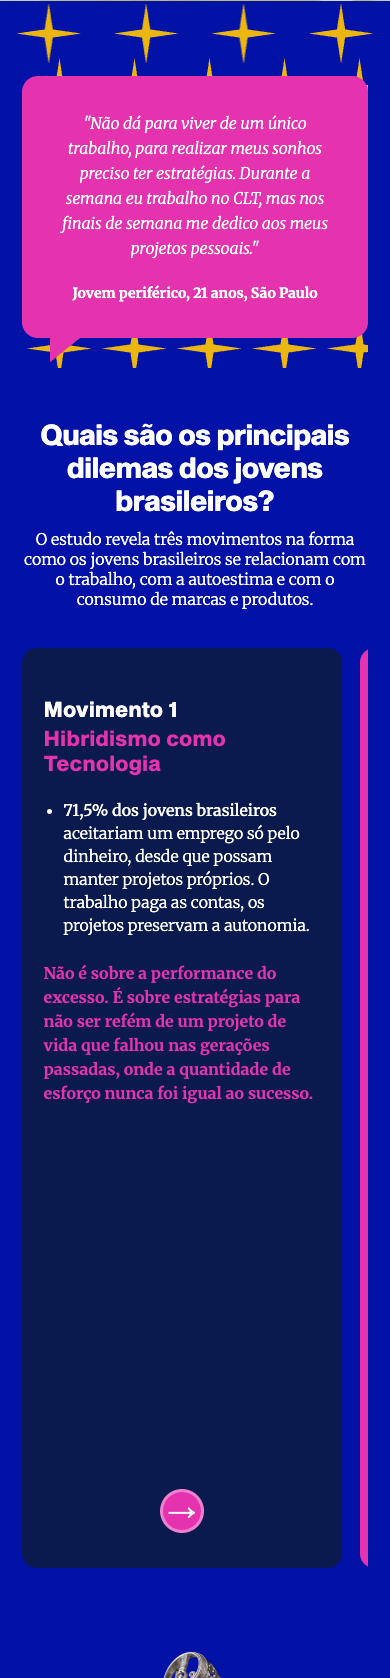 "Não dá para viver de um único
trabalho, para realizar meus sonhos
preciso ter estratégias. Durante a
semana eu trabalho no CLT, mas nos
finais de semana me dedico aos meus
projetos pessoais."
Jovem periférico, 21 anos, São Paulo
Quais são os principais
dilemas dos jovens
brasileiros?
O estudo revela três movimentos na forma
como os jovens brasileiros se relacionam com
o trabalho, com a autoestima e com o
consumo de marcas e produtos.
Movimento 1
Hibridismo como
Tecnologia
• 71,5% dos jovens brasileiros
aceitariam um emprego só pelo
dinheiro, desde que possam
manter projetos próprios. O
trabalho paga as contas, os
projetos preservam a autonomia.
Não é sobre a performance do
excesso. É sobre estratégias para
não ser refém de um projeto de
vida que falhou nas gerações
passadas, onde a quantidade de
esforço nunca foi igual ao sucesso.